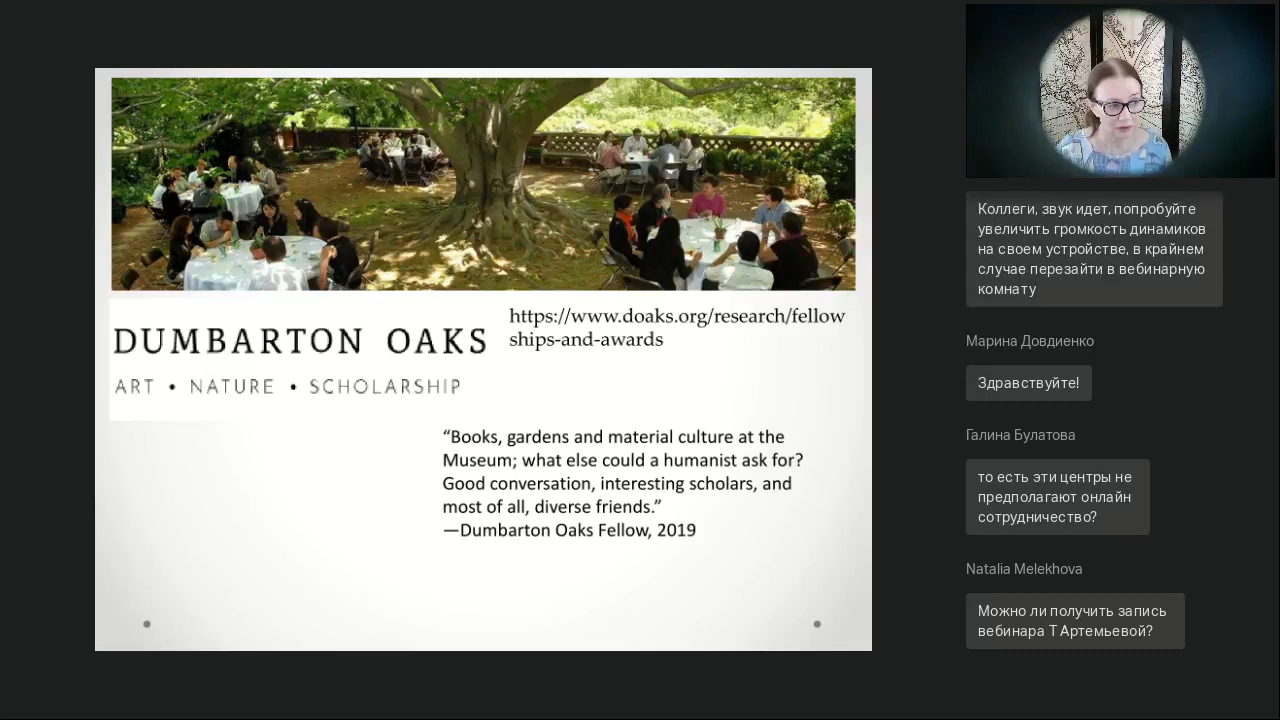 DUMBARTON OAKS
ART • NATURE • SCHOLARSHIP
https://www.doaks.org/research/fellow
ships-and-awards
“Books, gardens and material culture at the
Museum; what else could a humanist ask for?
Good conversation, interesting scholars, and
most of all, diverse friends.”
—Dumbarton Oaks Fellow, 2019
Коллеги, звук идет, попробуйте
увеличить громкость динамиков
на своем устройстве, в крайнем
случае перезайти в вебинарную
комнату
Марина Довдиенко
Здравствуйте!
Галина Булатова
то есть эти центры не
предполагают онлайн
сотрудничество?
Natalia Melekhova
Можно ли получить запись
вебинара Т Артемьевой?